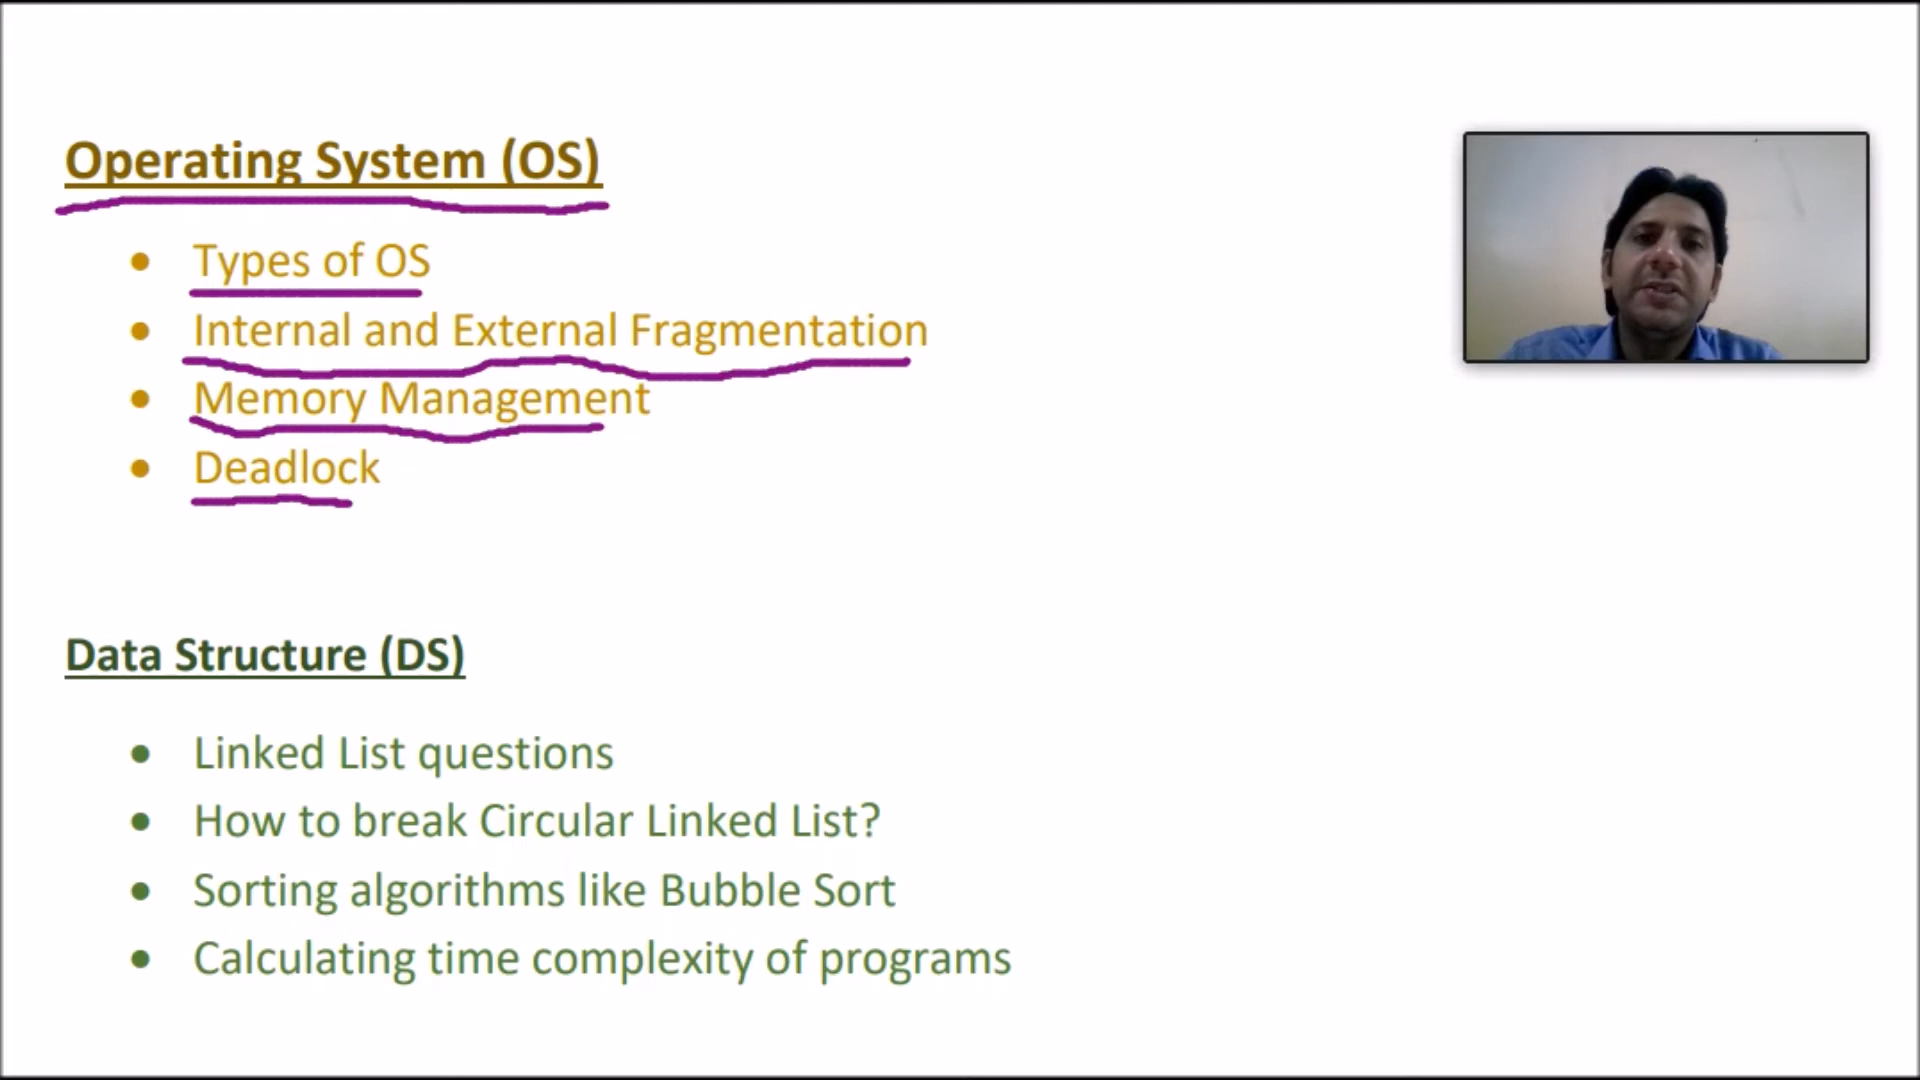 Operating System (OS)
• Types of OS
• Internal and External Fragmentation
• Memory Management
• Deadlock
Data Structure (DS)
• Linked List questions
• How to break Circular Linked List?
• Sorting algorithms like Bubble Sort
• Calculating time complexity of programs